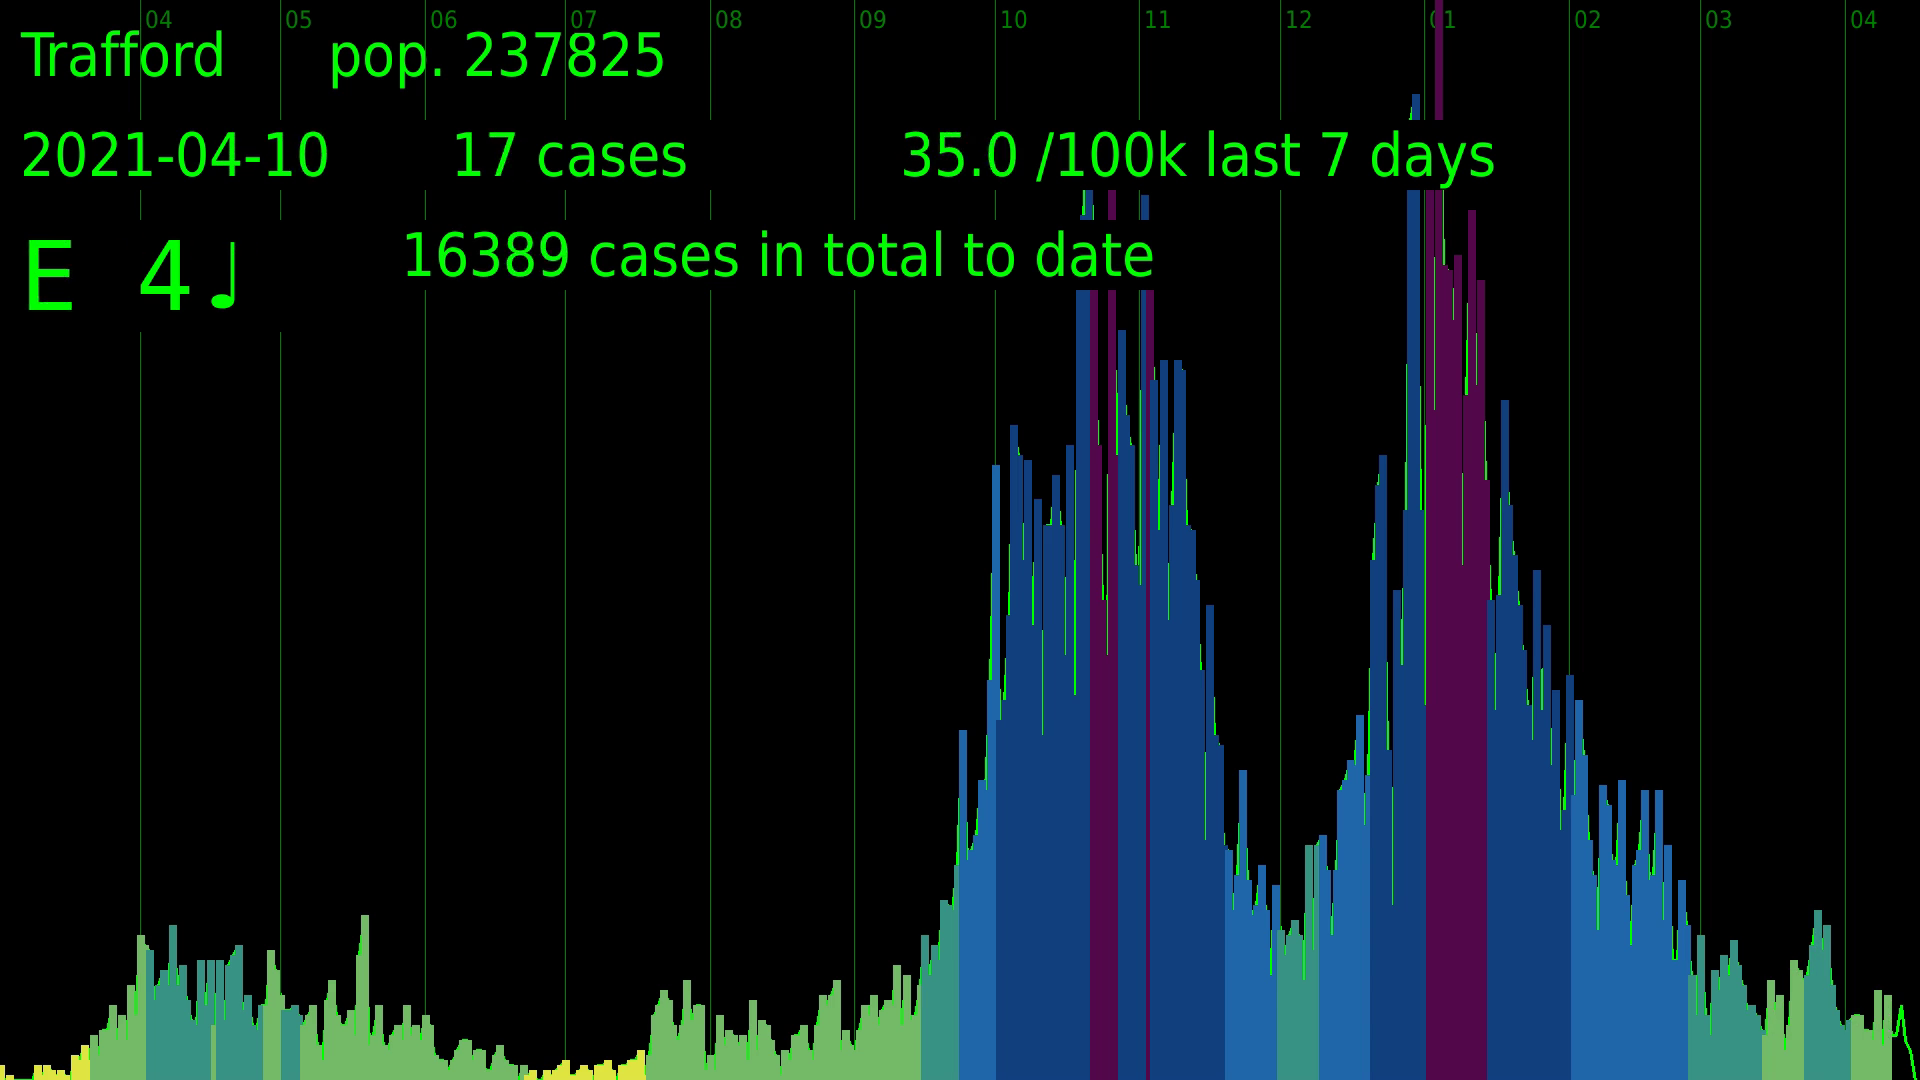 04 05 06 07 08 09 10 11 12 01 02 03 04
Trafford pop. 237825
2021-04-10 17 cases 35.0 /100k last 7 days
E 4♩ 16389 cases in total to date